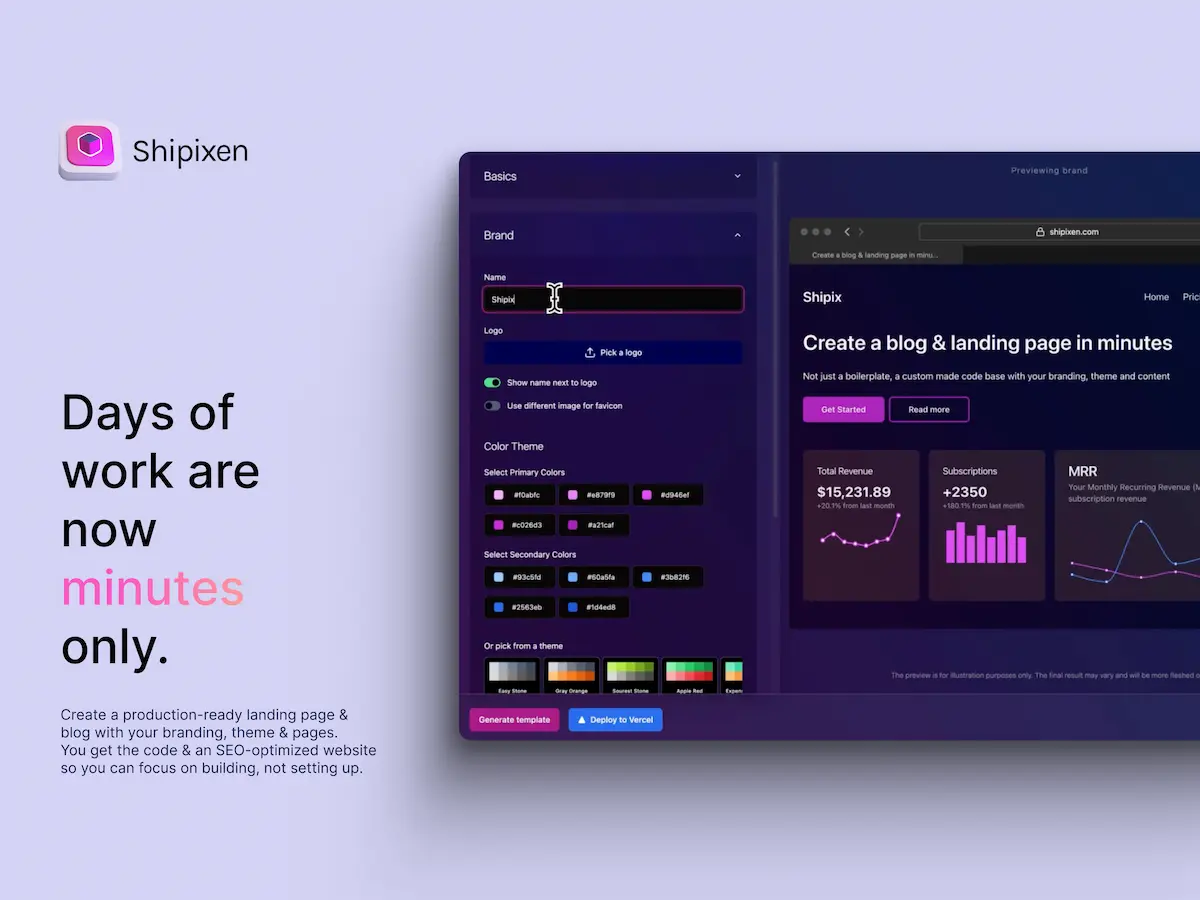 Shipixen
Days of
work are
now
minutes
only.
Create a production-ready landing page &
blog with your branding, theme & pages.
You get the code & an SEO-optimized website
so you can focus on building, not setting up.
Basics
Brand
Name
Shipix
Logo
Pick a logo
Show name next to logo
Use different image for favicon
Color Theme
Select Primary Colors
#f0abfc #e879f9 #d946ef
#c026d3 #a21caf
Select Secondary Colors
#93c5fd #60a5fa #3b82f6
#2563eb #1d4ed8
Or pick from a theme
Easy Stone Gray Orange Sourest Stone Apple Red Expen
Generate template Deploy to Vercel
Previewing brand
shipixen.com
Create a blog & landing page in minu...
Shipix Home Pric
Create a blog & landing page in minutes
Not just a boilerplate, a custom made code base with your branding, theme and content
Get Started Read more
Total Revenue
$15,231.89
+20.1% from last month
Subscriptions
+2350
+180.1% from last month
MRR
Your Monthly Recurring Revenue (M
subscription revenue
The preview is for illustration purposes only. The final result may vary and will be more fleshed o